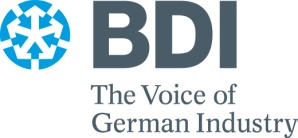 BDI
The Voice of
German Industry